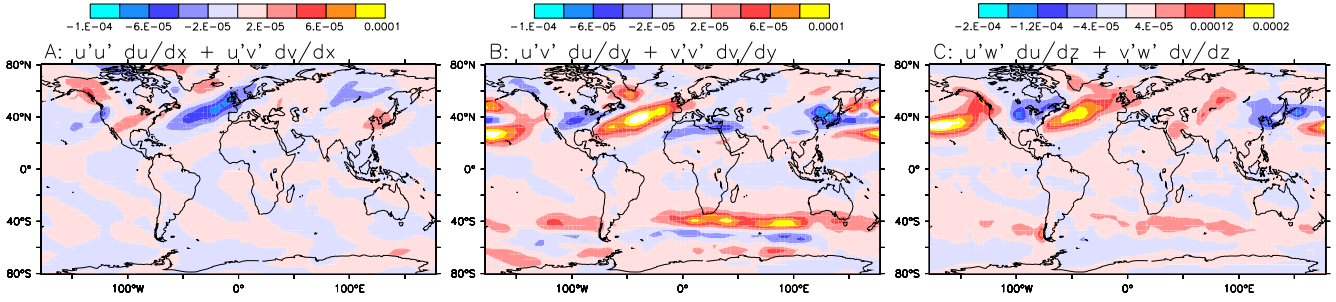 -1.E-04 -6.E-05 -2.E-05 2.E-05 6.E-05 0.0001
-1.E-04 -6.E-05 -2.E-05 2.E-05 6.E-05 0.0001
-2.E-04 -1.2E-04 -4.E-05 4.E-05 0.00012 0.0002
A: u'u' du/dx + u'v' dv/dx
B: u'v' du/dy + v'v' dv/dy
C: u'w' du/dz + v'w' dv/dz
80°N
40°N
0°
40°S
80°S
100°W 0° 100°E
80°N
40°N
0°
40°S
80°S
100°W 0° 100°E
80°N
40°N
0°
40°S
80°S
100°W 0° 100°E